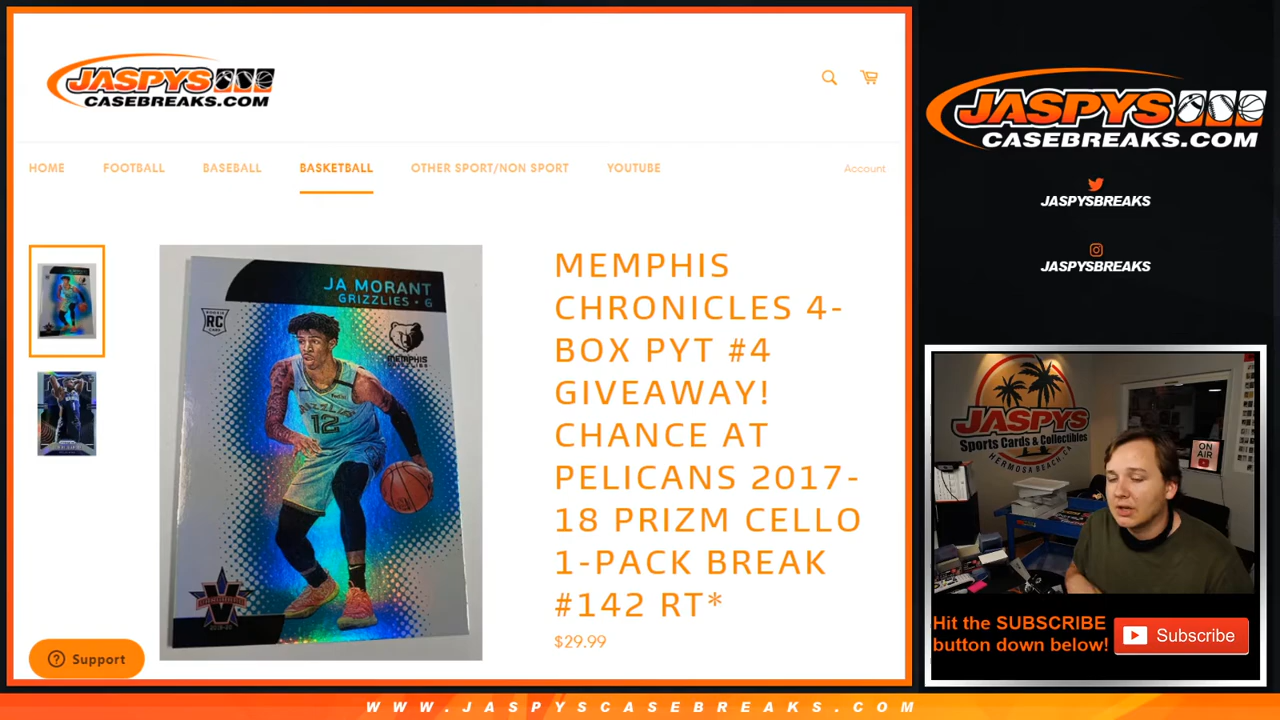 JASPYS
CASEBREAKS.COM
HOME
FOOTBALL
BASEBALL
BASKETBALL
OTHER SPORT/NON SPORT
YOUTUBE
Account
JA MORANT
GRIZZLIES • 6
RC
MEMPHIS
12
V
MEMPHIS
CHRONICLES 4-
BOX PYT #4
GIVEAWAY!
CHANCE AT
PELICANS 2017-
18 PRIZM CELLO
1-PACK BREAK
#142 RT*
$29.99
Support
JASPYS
CASEBREAKS.COM
JASPYSBREAKS
JASPYSBREAKS
JASPYS
Sports Cards & Collectibles
HERMOSA BEACH, CA
ON
AIR
Hit the SUBSCRIBE
button down below!
Subscribe
WWW.JASPYSCASEBREAKS.COM